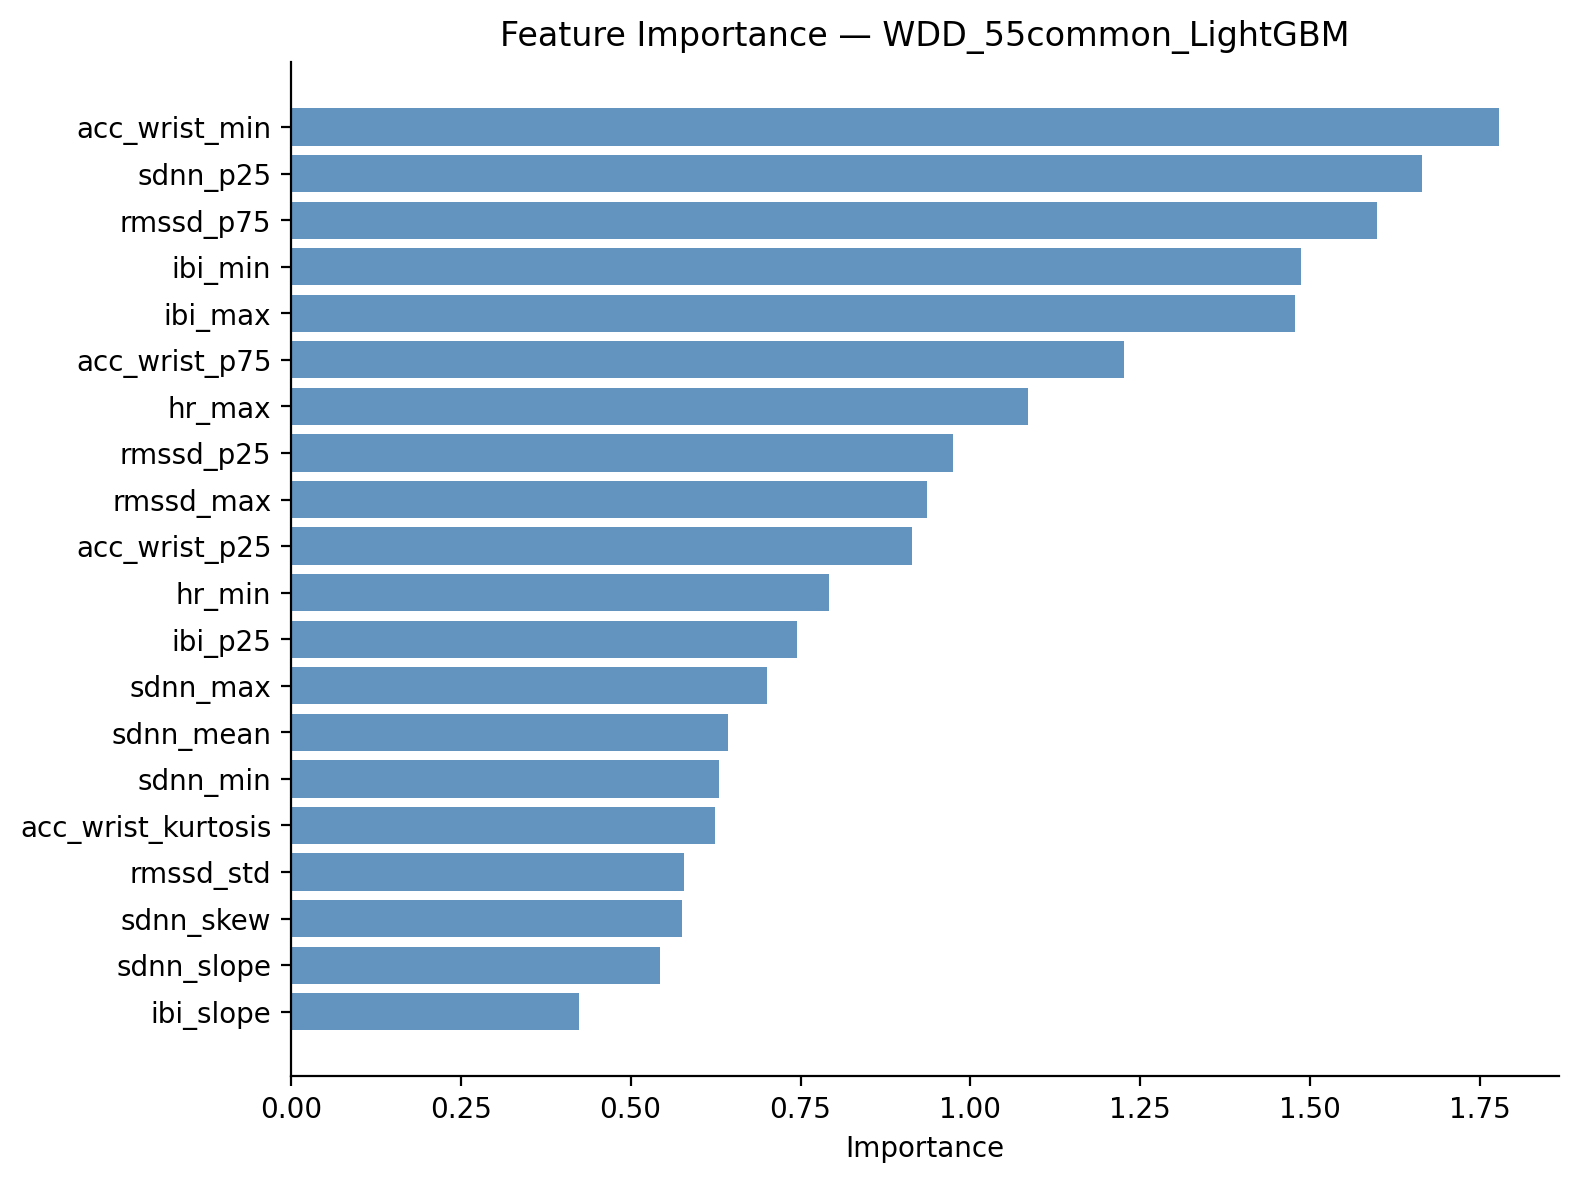 Feature Importance — WDD_55common_LightGBM
acc_wrist_min
sdnn_p25
rmssd_p75
ibi_min
ibi_max
acc_wrist_p75
hr_max
rmssd_p25
rmssd_max
acc_wrist_p25
hr_min
ibi_p25
sdnn_max
sdnn_mean
sdnn_min
acc_wrist_kurtosis
rmssd_std
sdnn_skew
sdnn_slope
ibi_slope
0.00 0.25 0.50 0.75 1.00 1.25 1.50 1.75
Importance